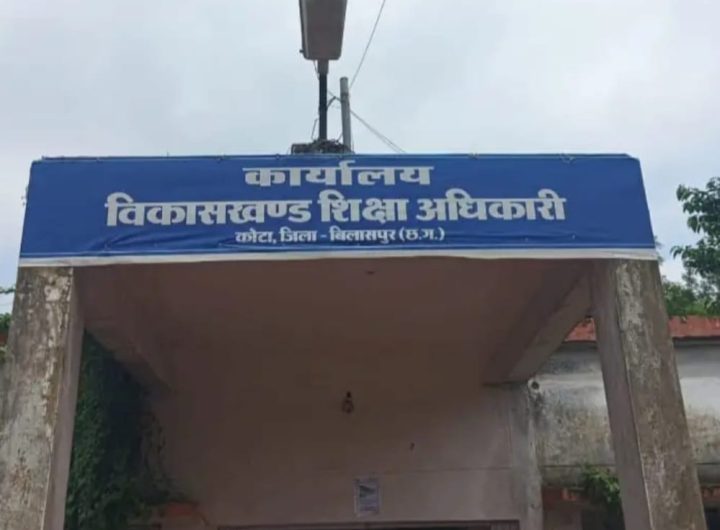 कार्यालय
विकासखण्ड शिक्षा अधिकारी
कोटा, जिला - बिलासपुर (छ.ग.)